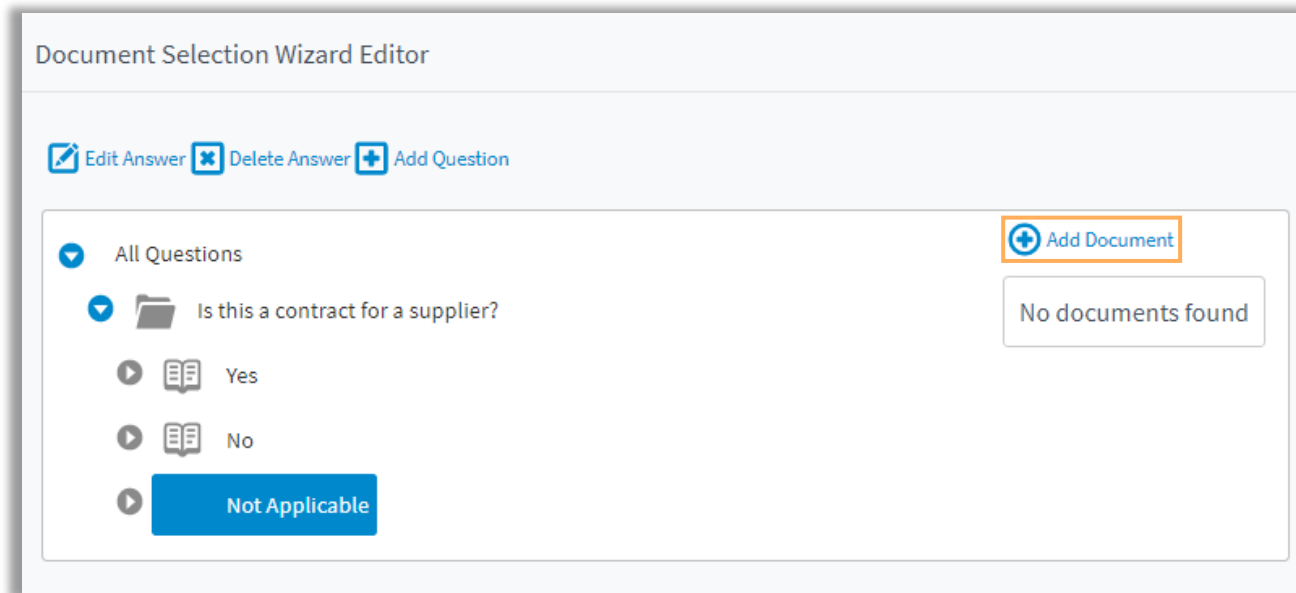 Document Selection Wizard Editor
Edit Answer Delete Answer Add Question
All Questions
Add Document
Is this a contract for a supplier?
No documents found
Yes
No
Not Applicable